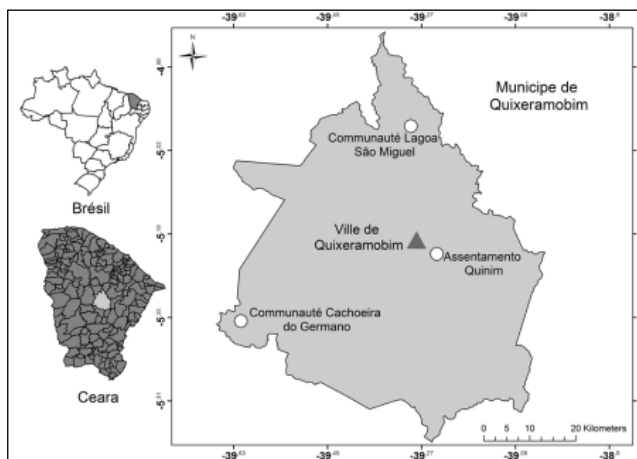 -39.63
-39.45
-39.27
-39.08
-38.9
N
Municipe de
Quixeramobim
Communauté Lagoa
São Miguel
Brésil
Ville de
Quixeramobim
Assentamento
Quinim
Communauté Cachoeira
do Germano
Ceara
0
5
10
20 Kilometers
-39.63
-39.45
-39.27
-39.08
-38.9